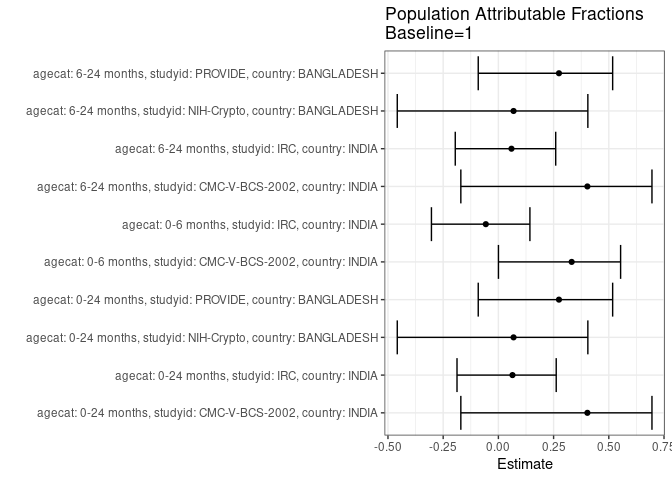 Population Attributable Fractions
Baseline=1
agecat: 6-24 months, studyid: PROVIDE, country: BANGLADESH
agecat: 6-24 months, studyid: NIH-Crypto, country: BANGLADESH
agecat: 6-24 months, studyid: IRC, country: INDIA
agecat: 6-24 months, studyid: CMC-V-BCS-2002, country: INDIA
agecat: 0-6 months, studyid: IRC, country: INDIA
agecat: 0-6 months, studyid: CMC-V-BCS-2002, country: INDIA
agecat: 0-24 months, studyid: PROVIDE, country: BANGLADESH
agecat: 0-24 months, studyid: NIH-Crypto, country: BANGLADESH
agecat: 0-24 months, studyid: IRC, country: INDIA
agecat: 0-24 months, studyid: CMC-V-BCS-2002, country: INDIA
-0.50 -0.25 0.00 0.25 0.50 0.75
Estimate